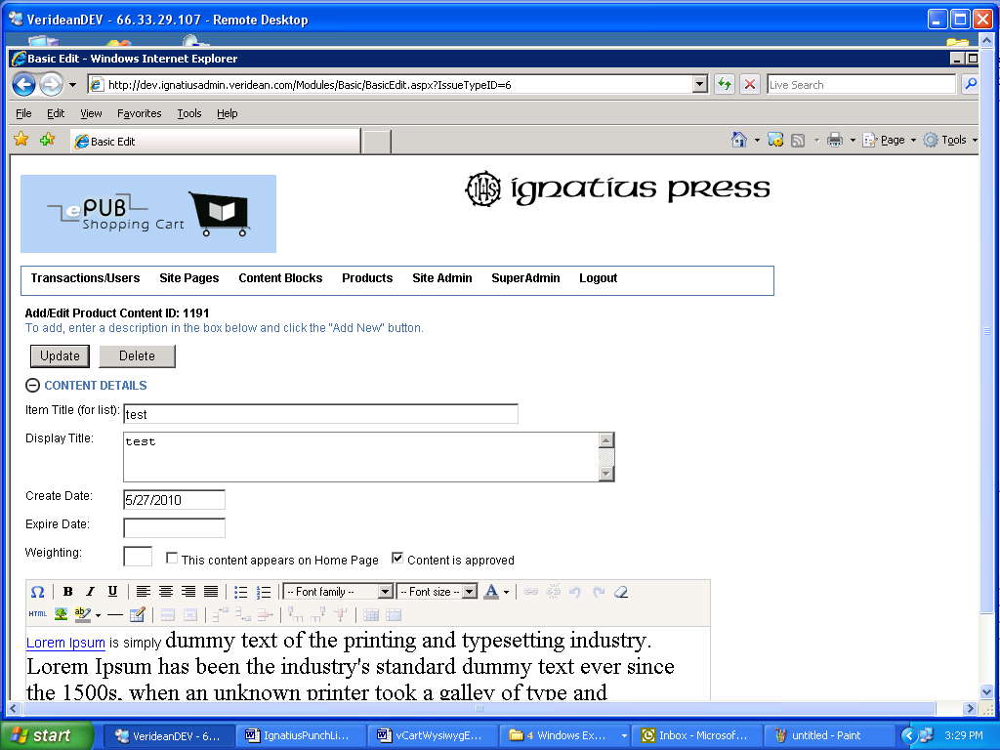 VerideanDEV - 66.33.29.107 - Remote Desktop
Basic Edit - Windows Internet Explorer
http://dev.ignatiusadmin.veridean.com/Modules/Basic/BasicEdit.aspx?IssueTypeID=6
Live Search
File Edit View Favorites Tools Help
Basic Edit
Page Tools
ePUB
Shopping Cart
IHS ignatius press
Transactions/Users Site Pages Content Blocks Products Site Admin SuperAdmin Logout
Add/Edit Product Content ID: 1191
To add, enter a description in the box below and click the "Add New" button.
Update Delete
CONTENT DETAILS
Item Title (for list): test
Display Title: test
Create Date: 5/27/2010
Expire Date:
Weighting: This content appears on Home Page Content is approved
Ω B I U -- Font family -- -- Font size -- A
HTML ab
Lorem Ipsum is simply dummy text of the printing and typesetting industry.
Lorem Ipsum has been the industry's standard dummy text ever since
the 1500s, when an unknown printer took a galley of type and
start VerideanDEV - 6... IgnatiusPunchLi... vCartWysiwygE... 4 Windows Ex... Inbox - Microsof... untitled - Paint 3:29 PM